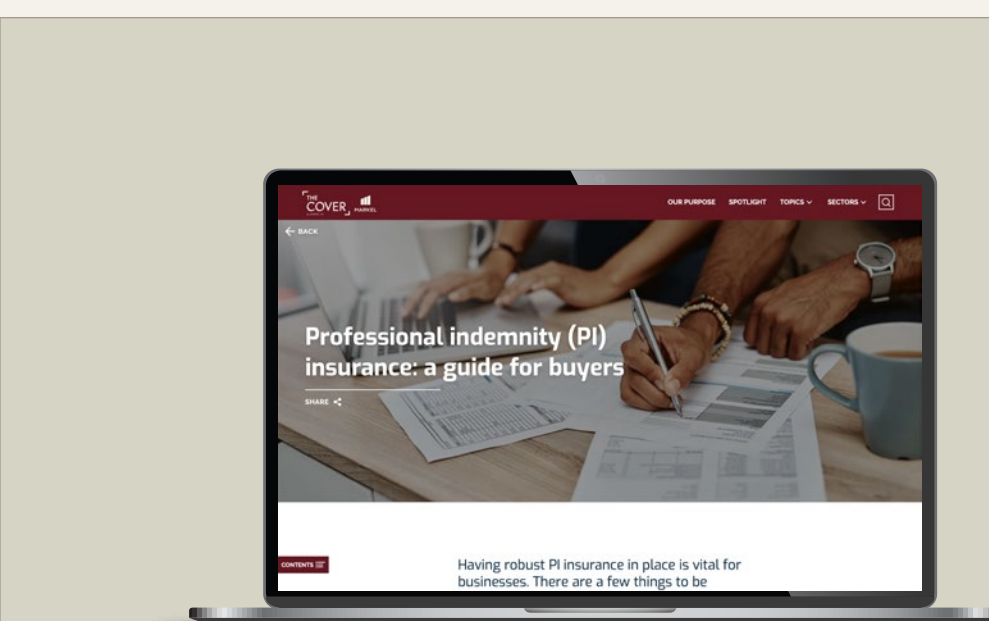 THE
COVER
MARKEL
OUR PURPOSE SPOTLIGHT TOPICS SECTORS
BACK
Professional indemnity (PI)
insurance: a guide for buyers
SHARE
CONTENTS
Having robust PI insurance in place is vital for
businesses. There are a few things to be